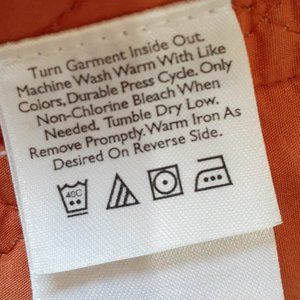 Turn Garment Inside Out.
Machine Wash Warm With Like
Colors, Durable Press Cycle. Only
Non-Chlorine Bleach When
Needed. Tumble Dry Low.
Remove Promptly. Warm Iron As
Desired On Reverse Side.
40C